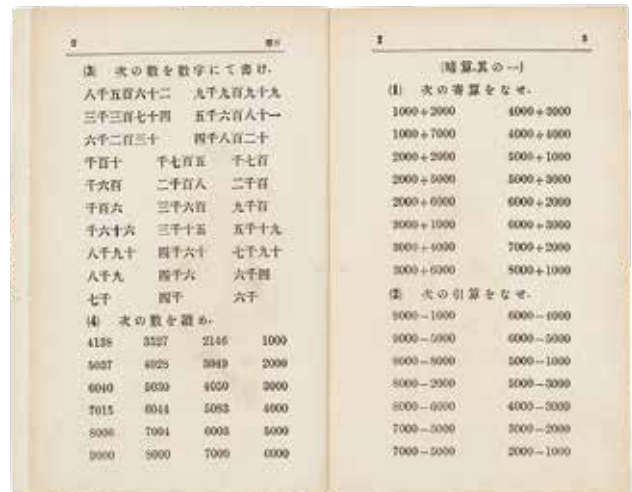 2
(3) 次の數を數字にて書け.
八千五百六十二 九千九百九十九
三千三百七十四 五千六百八十一
六千二百三十 四千八百二十
千百十 千七百五 千七百
千六百 二千百八 二千百
千百六 三千六百 九千百
千六十六 三千十五 五千十九
八千九十 四千六十 七千九十
八千九 四千六 六千四
七千 四千 六千
(4) 次の數を讀め.
4138 3527 2146 1000
5037 4028 3049 2000
6040 5030 4050 3000
7015 6044 5083 4000
8006 7004 6003 5000
9000 8000 7000 6000
3
(暗算其の一)
(1) 次の寄算をなせ.
1000+2000 4000+3000
1000+7000 4000+4000
2000+2000 5000+1000
2000+5000 5000+3000
2000+6000 6000+2000
3000+1000 6000+3000
3000+4000 7000+2000
3000+6000 8000+1000
(2) 次の引算をなせ.
9000-1000 6000-4000
9000-5000 6000-5000
9000-8000 5000-1000
8000-2000 5000-3000
8000-6000 4000-3000
7000-3000 3000-2000
7000-5000 2000-1000